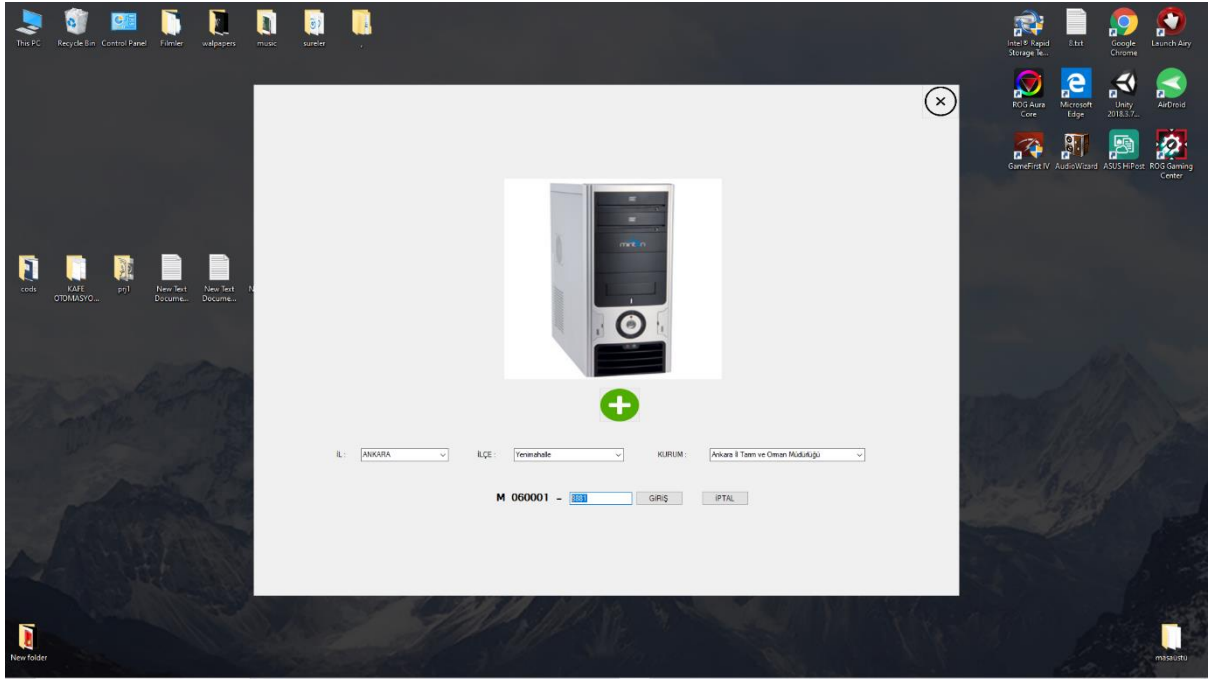 This PC
Recycle Bin
Control Panel
Filmler
walpapers
music
sureler
.
Intel® Rapid
Storage Te...
8.txt
Google
Chrome
Launch Airy
ROG Aura
Core
Microsoft
Edge
Unity
2018.3.7...
AirDroid
GameFirst IV
AudioWizard
ASUS HiPost
ROG Gaming
Center
cods
KAFE
OTOMASYO...
prj1
New Text
Docume...
New Text
Docume...
N
İL :
ANKARA
İLÇE :
Yenimahalle
KURUM :
Ankara İl Tarım ve Orman Müdürlüğü
M 060001 -
8881
GİRİŞ
İPTAL
New folder
masaüstü